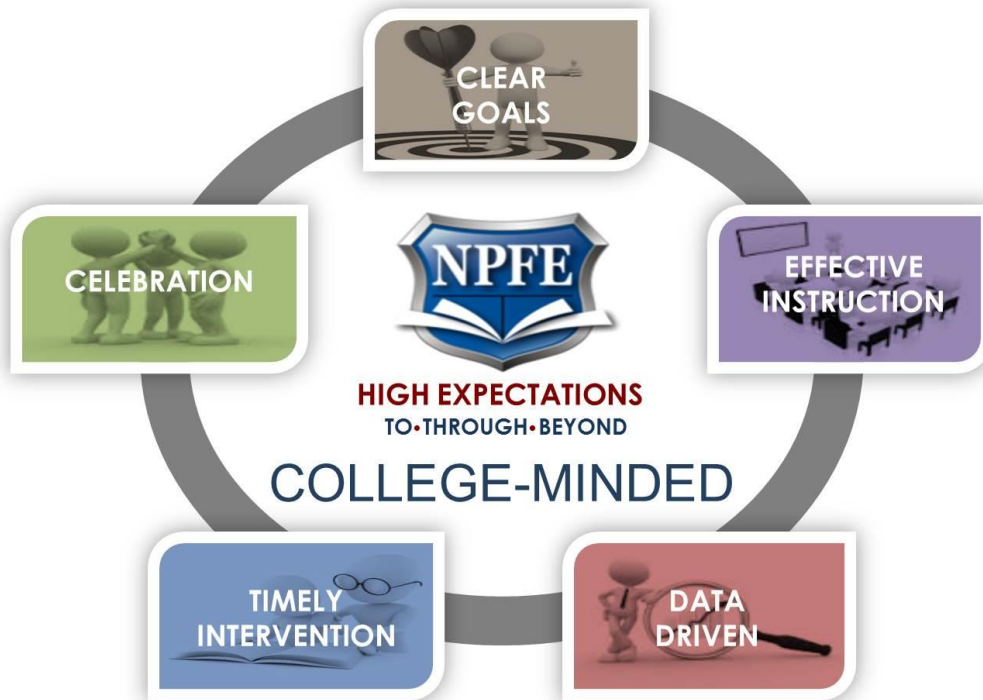 CLEAR
GOALS
CELEBRATION
EFFECTIVE
INSTRUCTION
NPFE
HIGH EXPECTATIONS
TO•THROUGH•BEYOND
COLLEGE-MINDED
TIMELY
INTERVENTION
DATA
DRIVEN